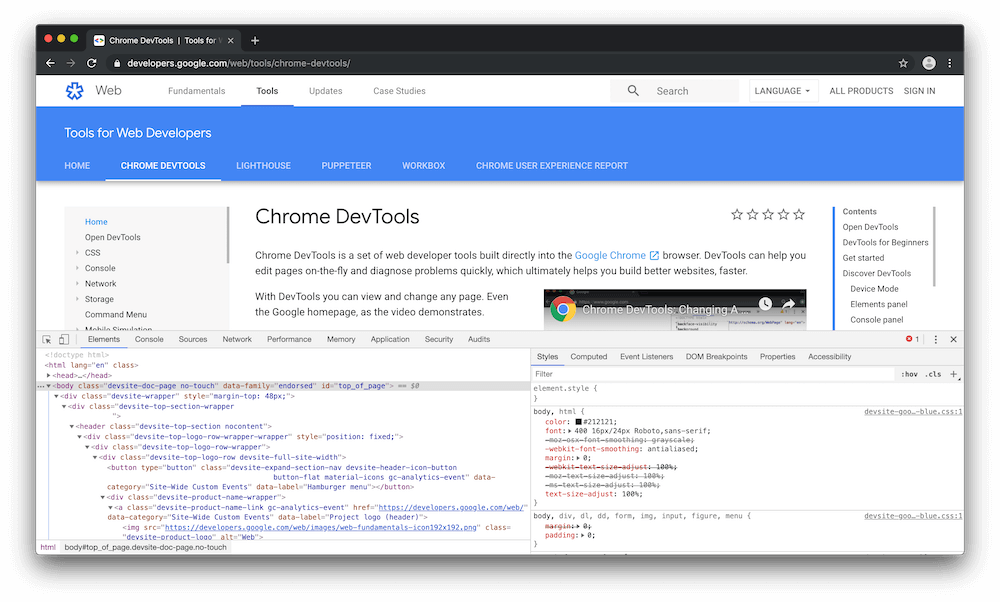 Chrome DevTools | Tools for W
developers.google.com/web/tools/chrome-devtools/
Web Fundamentals Tools Updates Case Studies Search LANGUAGE ALL PRODUCTS SIGN IN
Tools for Web Developers
HOME CHROME DEVTOOLS LIGHTHOUSE PUPPETEER WORKBOX CHROME USER EXPERIENCE REPORT
Home
Open DevTools
CSS
Console
Network
Storage
Command Menu
Mobile Simulation
Chrome DevTools
Chrome DevTools is a set of web developer tools built directly into the Google Chrome browser. DevTools can help you
edit pages on-the-fly and diagnose problems quickly, which ultimately helps you build better websites, faster.
With DevTools you can view and change any page. Even
the Google homepage, as the video demonstrates.
Chrome DevTools: Changing A...
Contents
Open DevTools
DevTools for Beginners
Get started
Discover DevTools
Device Mode
Elements panel
Console panel
Elements Console Sources Network Performance Memory Application Security Audits 1
<!doctype html>
<html lang="en" class>
<head>…</head>
<body class="devsite-doc-page no-touch" data-family="endorsed" id="top_of_page"> == $0
<div class="devsite-wrapper" style="margin-top: 48px;">
<div class="devsite-top-section-wrapper
">
<header class="devsite-top-section nocontent">
<div class="devsite-top-logo-row-wrapper-wrapper" style="position: fixed;">
<div class="devsite-top-logo-row-wrapper">
<div class="devsite-top-logo-row devsite-full-site-width">
<button type="button" class="devsite-expand-section-nav devsite-header-icon-button
button-flat material-icons gc-analytics-event" data-
category="Site-Wide Custom Events" data-label="Hamburger menu"></button>
<div class="devsite-product-name-wrapper">
<a class="devsite-product-name-link gc-analytics-event" href="https://developers.google.com/web/"
data-category="Site-Wide Custom Events" data-label="Project logo (header)">
<img src="https://developers.google.com/web/images/web-fundamentals-icon192x192.png" class=
"devsite-product-logo" alt="Web">
html body#top_of_page.devsite-doc-page.no-touch
Styles Computed Event Listeners DOM Breakpoints Properties Accessibility
Filter :hov .cls +
element.style {
}
body, html { devsite-goo…-blue.css:1
color: #212121;
font: 400 16px/24px Roboto,sans-serif;
-moz-osx-font-smoothing: grayscale;
-webkit-font-smoothing: antialiased;
margin: 0;
-webkit-text-size-adjust: 100%;
-moz-text-size-adjust: 100%;
-ms-text-size-adjust: 100%;
text-size-adjust: 100%;
}
body, div, dl, dd, form, img, input, figure, menu { devsite-goo…-blue.css:1
margin: 0;
padding: 0;
}